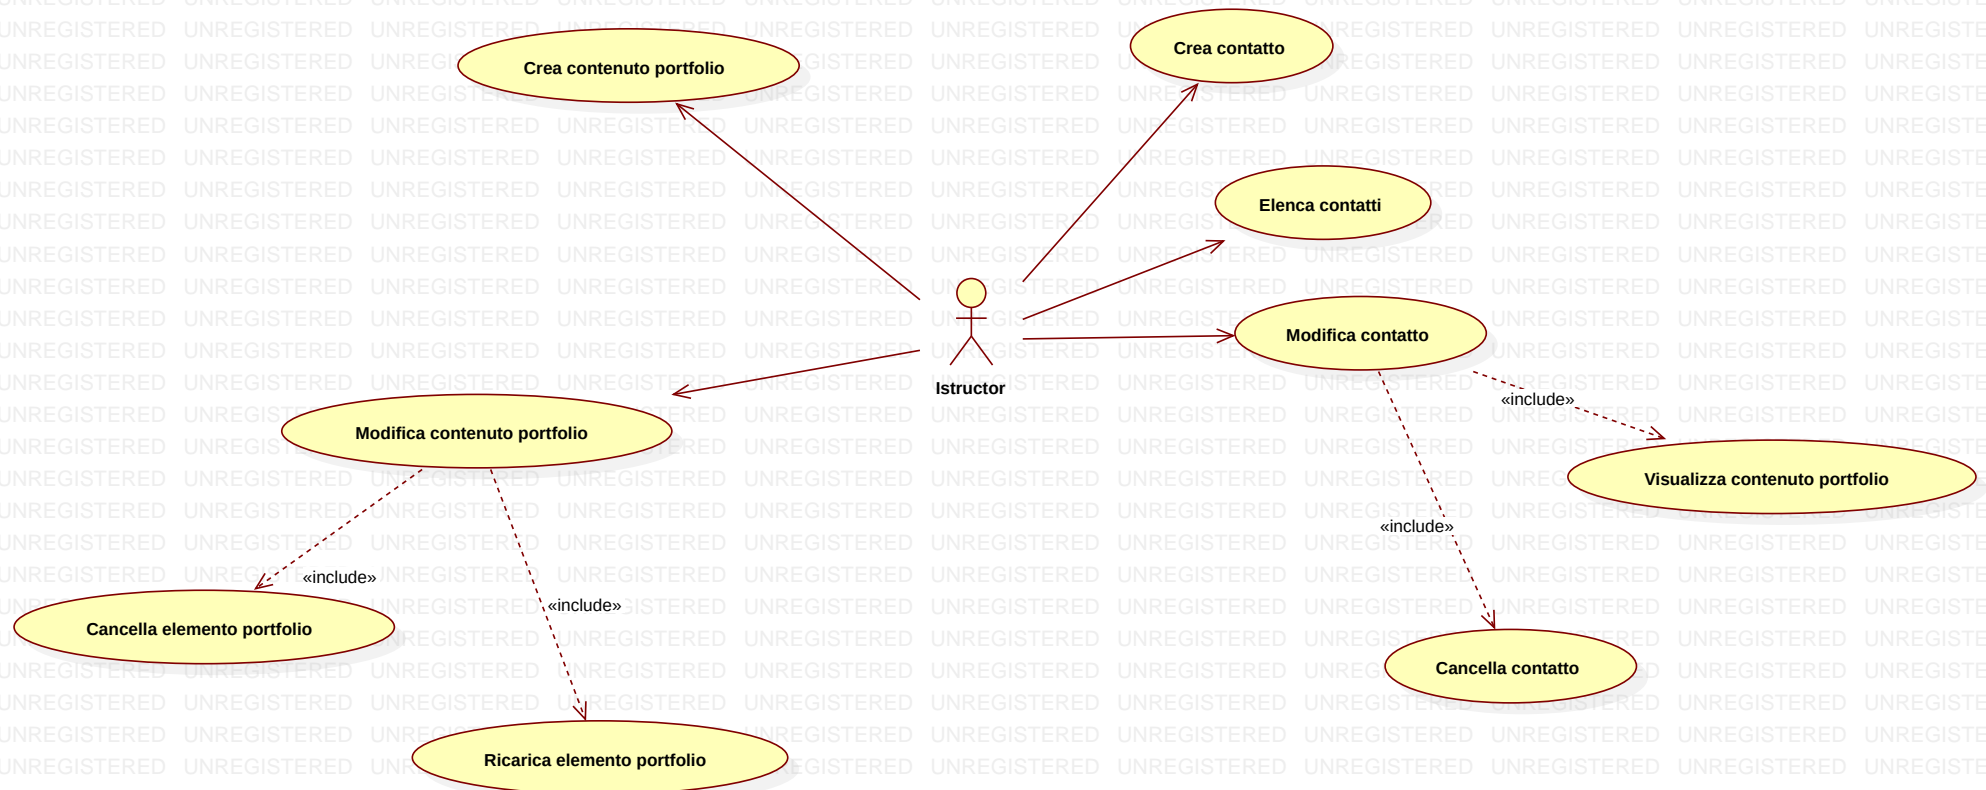 Crea contatto
Crea contenuto portfolio
Elenca contatti
Modifica contatto
Istructor
«include»
Modifica contenuto portfolio
Visualizza contenuto portfolio
«include»
«include»
«include»
Cancella elemento portfolio
Cancella contatto
Ricarica elemento portfolio
UNREGISTERED